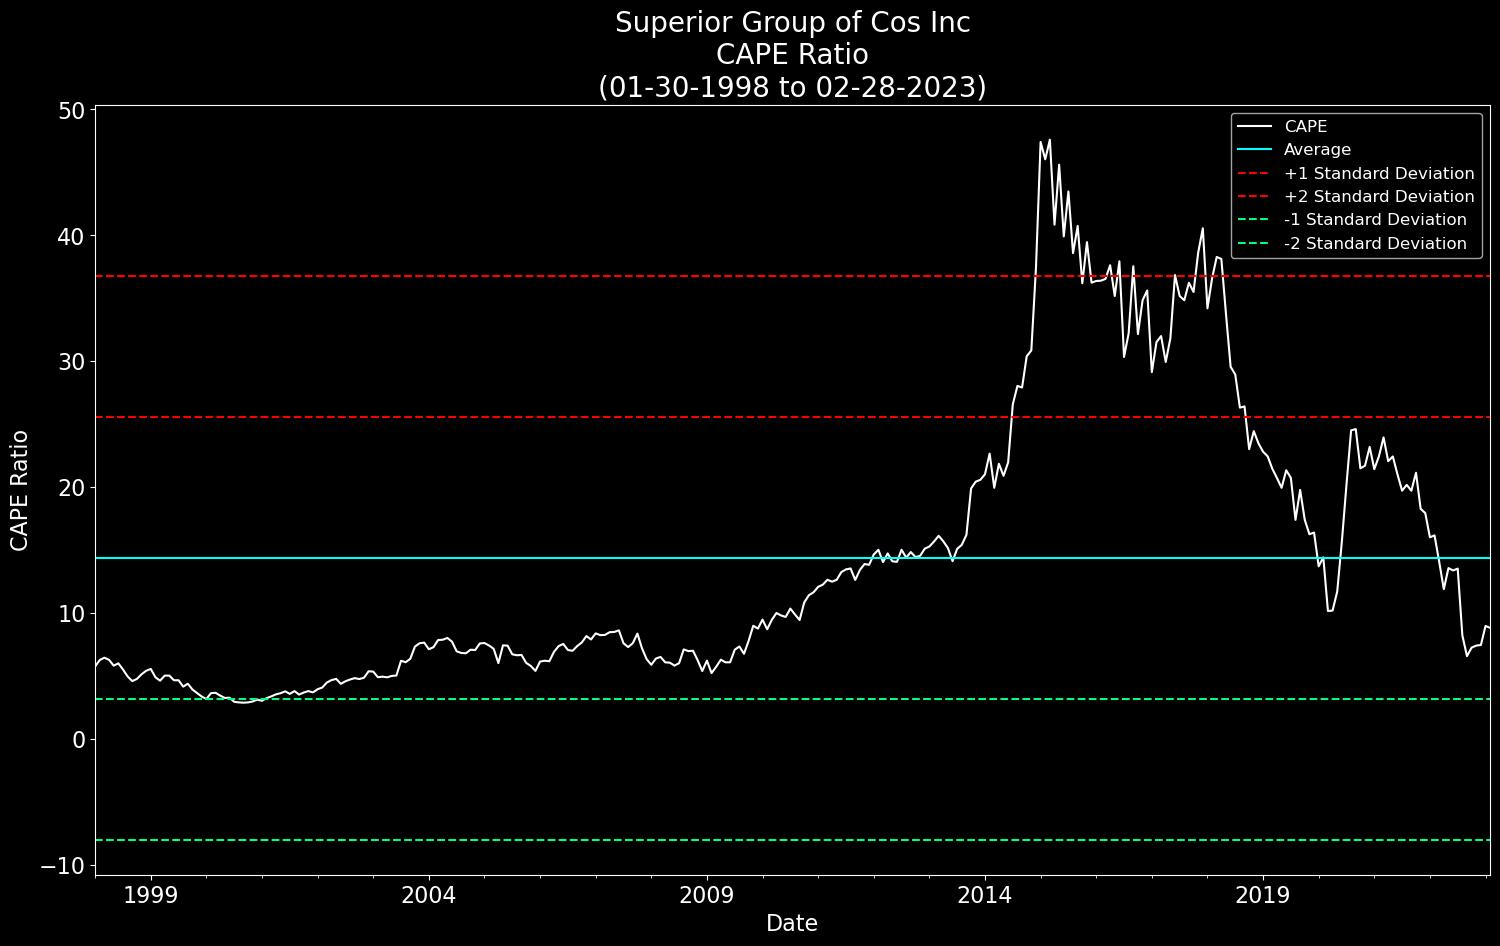 Superior Group of Cos Inc
CAPE Ratio
(01-30-1998 to 02-28-2023)
50
40
30
20
10
0
−10
CAPE Ratio
CAPE
Average
+1 Standard Deviation
+2 Standard Deviation
-1 Standard Deviation
-2 Standard Deviation
1999
2004
2009
2014
2019
Date